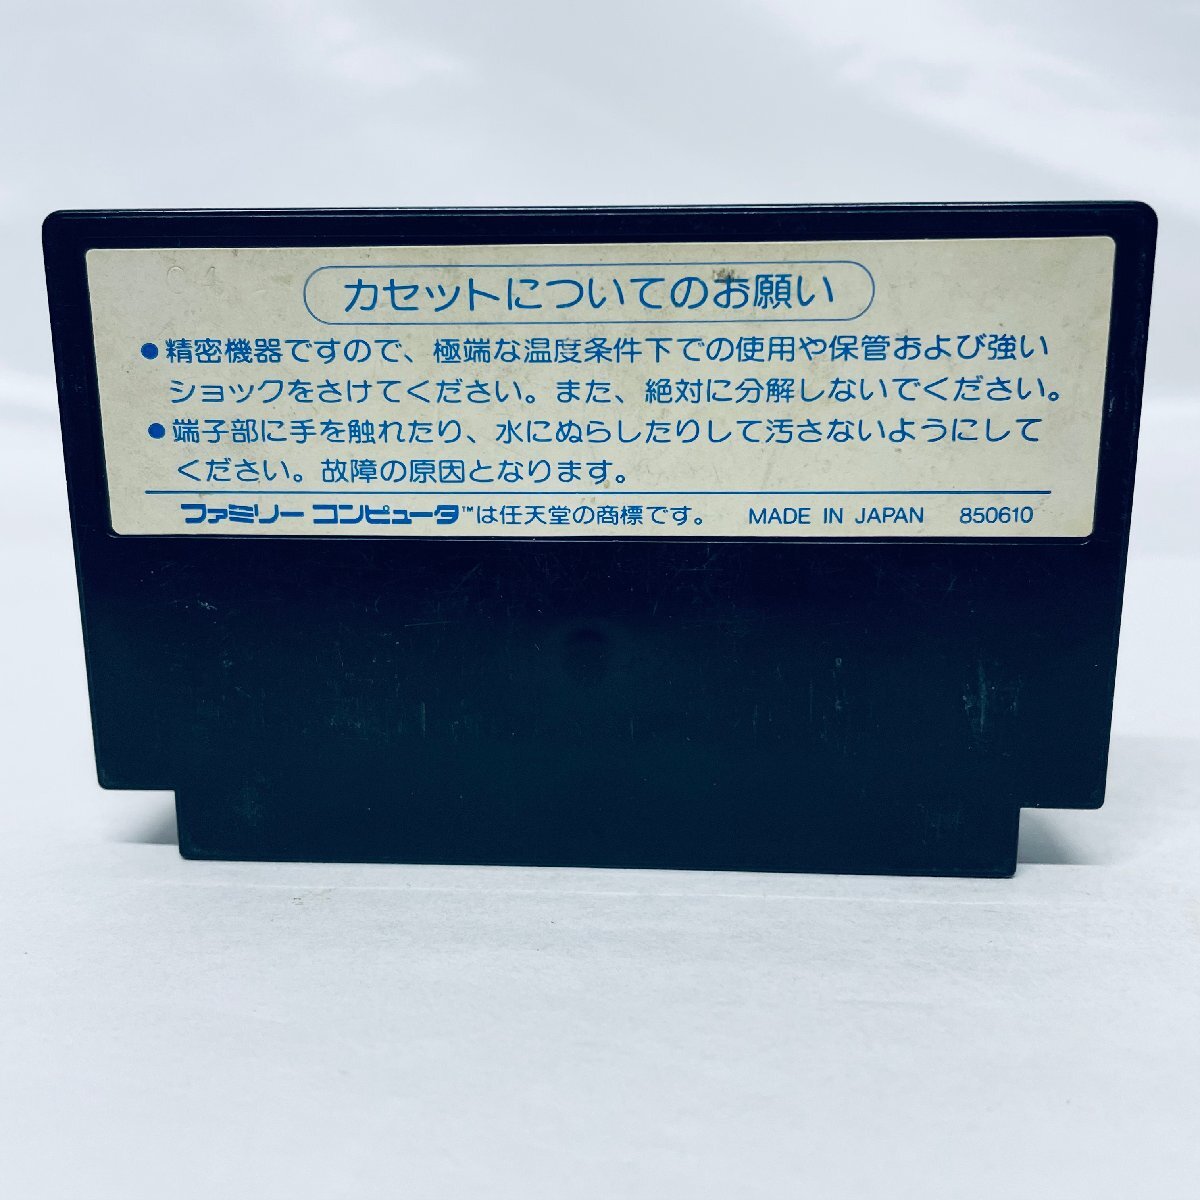 カセットについてのお願い
●精密機器ですので、極端な温度条件下での使用や保管および強い
ショックをさけてください。また、絶対に分解しないでください。
●端子部に手を触れたり、水にぬらしたりして汚さないようにして
ください。故障の原因となります。
ファミリーコンピュータ™は任天堂の商標です。 MADE IN JAPAN 850610